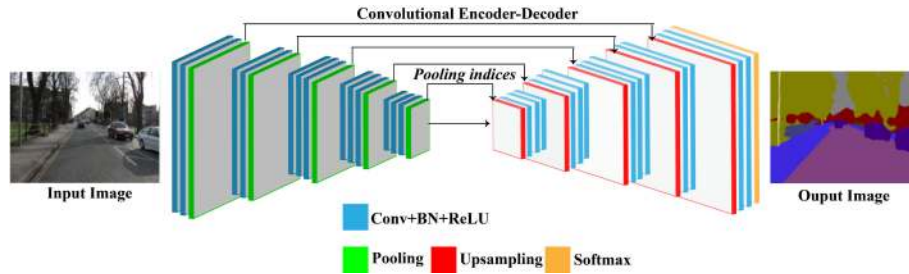 Convolutional Encoder-Decoder
Pooling indices
Input Image
Ouput Image
Conv+BN+ReLU
Pooling
Upsampling
Softmax